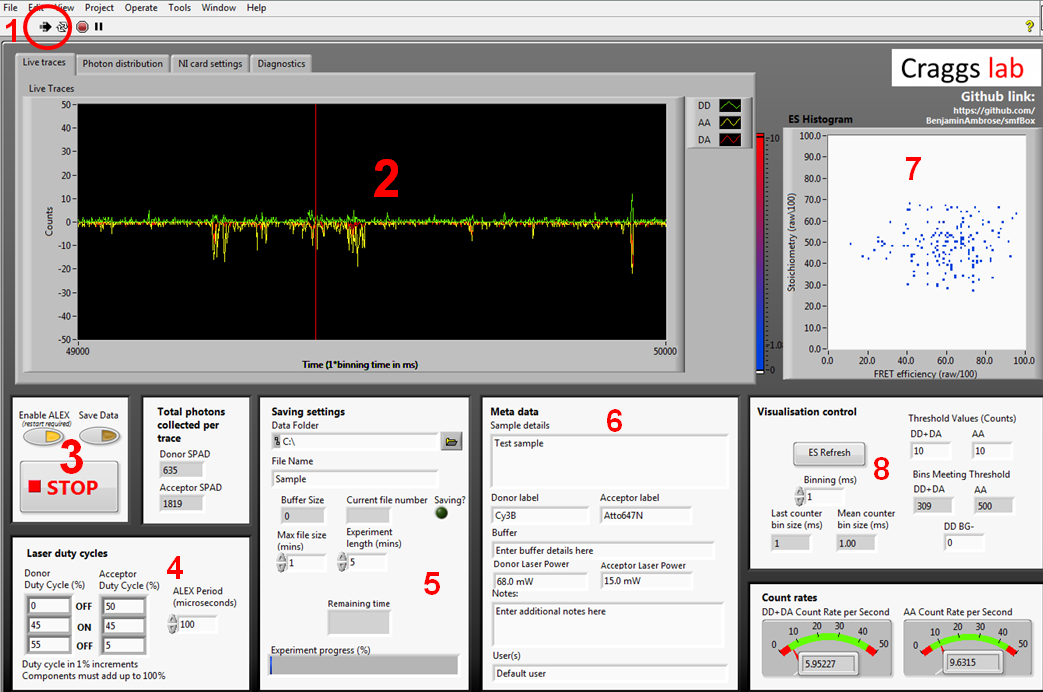 File Edit View Project Operate Tools Window Help
1
?
Live traces Photon distribution NI card settings Diagnostics
Craggs lab
Github link:
https://github.com/
BenjaminAmbrose/smfBox
Live Traces
50
40
30
20
10
0
-10
-20
-30
-40
-50
Counts
49000 50000
Time (1*binning time in ms)
2
DD
AA
DA
10
1.0
0
ES Histogram
7
100.0
90.0
80.0
70.0
60.0
50.0
40.0
30.0
20.0
10.0
0.0
Stoichiometry (raw/100)
0.0 20.0 40.0 60.0 80.0 100.0
FRET efficiency (raw/100)
Enable ALEX Save Data
(restart required)
3
STOP
Total photons
collected per
trace
Donor SPAD
635
Acceptor SPAD
1819
Laser duty cycles
4
Donor Acceptor
Duty Cycle (%) Duty Cycle (%)
0 OFF 50
45 ON 45
55 OFF 5
ALEX Period
(microseconds)
100
Duty cycle in 1% increments
Components must add up to 100%
Saving settings
Data Folder
C:\
File Name
Sample
Buffer Size Current file number Saving?
0
Max file size
(mins)
1
Experiment
length (mins)
5
5
Remaining time
Experiment progress (%)
Meta data
6
Sample details
Test sample
Donor label Acceptor label
Cy3B Atto647N
Buffer
Enter buffer details here
Donor Laser Power Acceptor Laser Power
68.0 mW 15.0 mW
Notes:
Enter additional notes here
User(s)
Default user
Visualisation control
8
ES Refresh
Binning (ms)
1
Last counter
bin size (ms)
1
Mean counter
bin size (ms)
1.00
Threshold Values (Counts)
DD+DA AA
10 10
Bins Meeting Threshold
DD+DA AA
309 500
DD BG-
0
Count rates
DD+DA Count Rate per Second AA Count Rate per Second
0 10 20 30 40 50
5.95227
0 10 20 30 40 50
9.6315